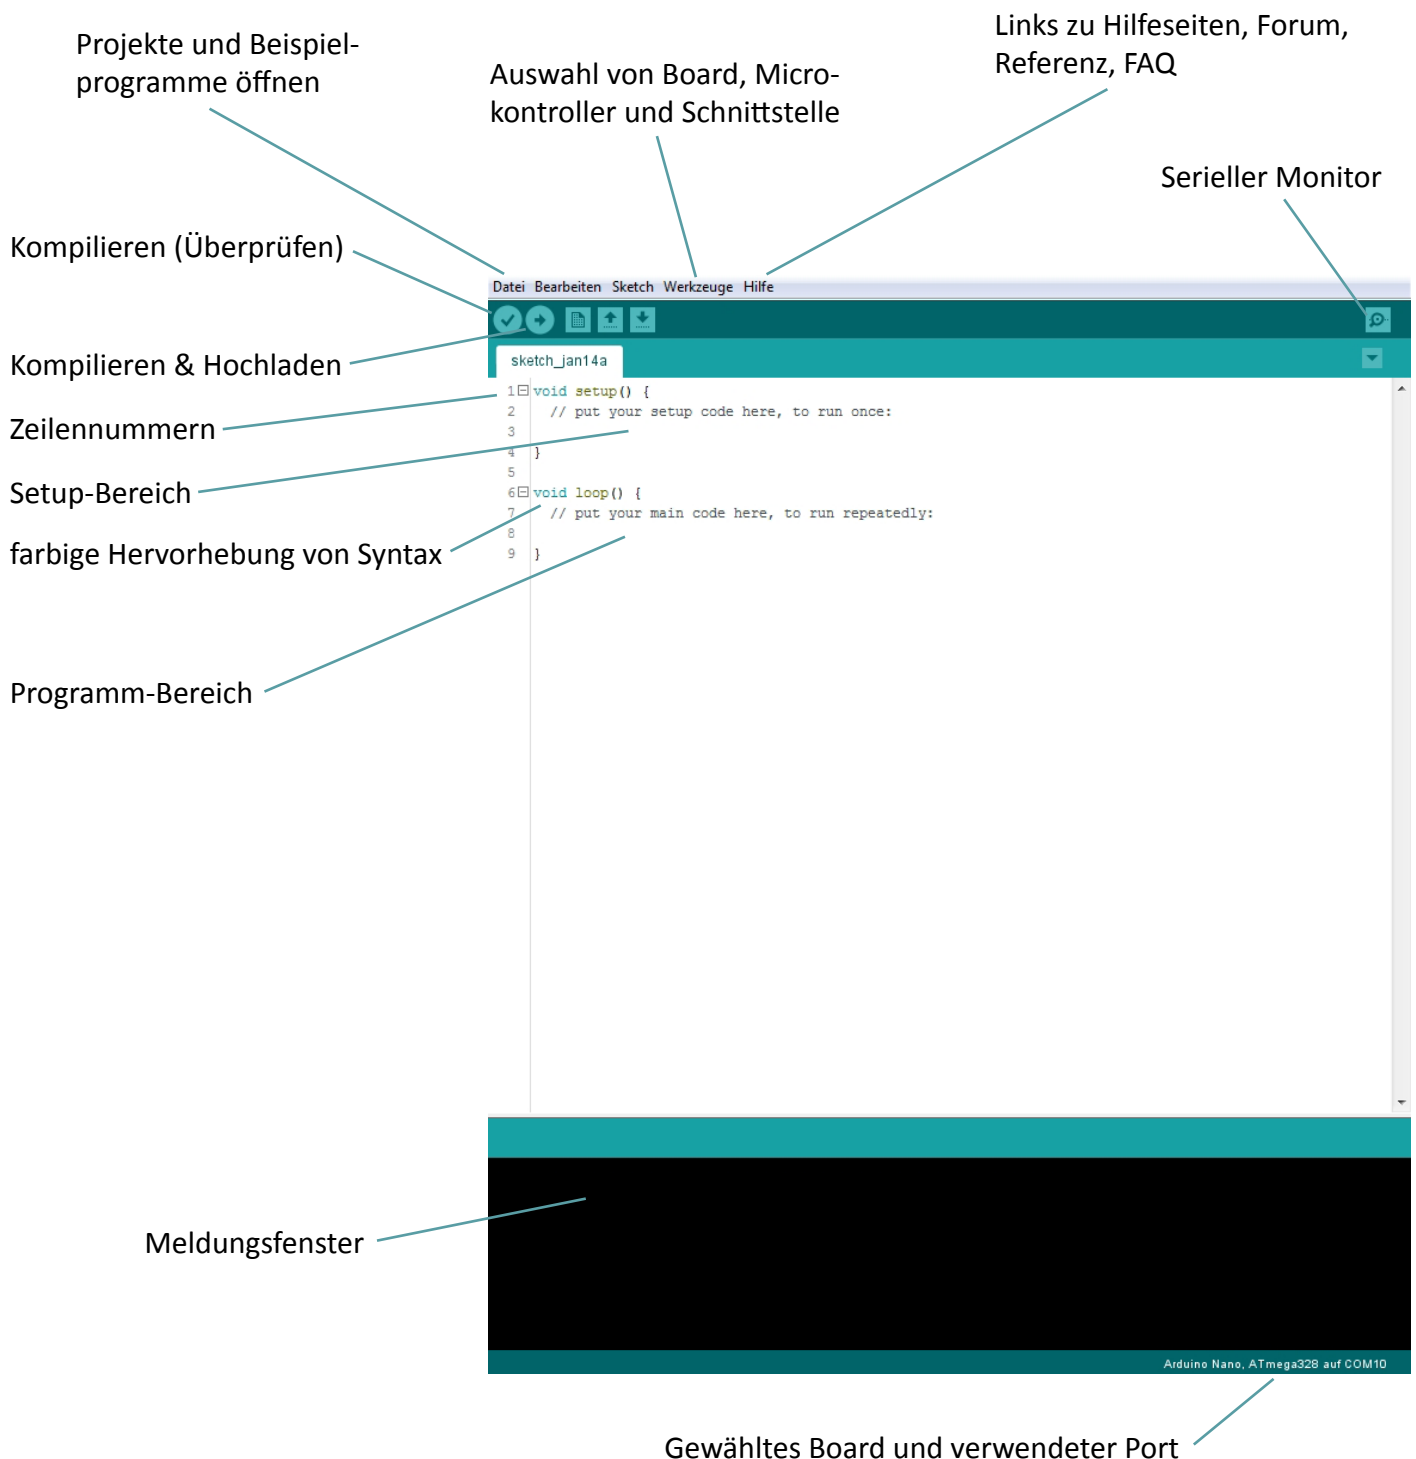 Links zu Hilfeseiten, Forum,
Referenz, FAQ
Projekte und Beispiel-
programme öffnen
Auswahl von Board, Micro-
kontroller und Schnittstelle
Serieller Monitor
Kompilieren (Überprüfen)
Datei Bearbeiten Sketch Werkzeuge Hilfe
Kompilieren & Hochladen
sketch_jan14a
Zeilennummern
Setup-Bereich
farbige Hervorhebung von Syntax
Programm-Bereich
1 void setup() {
2 // put your setup code here, to run once:
3
4 }
5
6 void loop() {
7 // put your main code here, to run repeatedly:
8
9 }
Meldungsfenster
Arduino Nano, ATmega328 auf COM10
Gewähltes Board und verwendeter Port